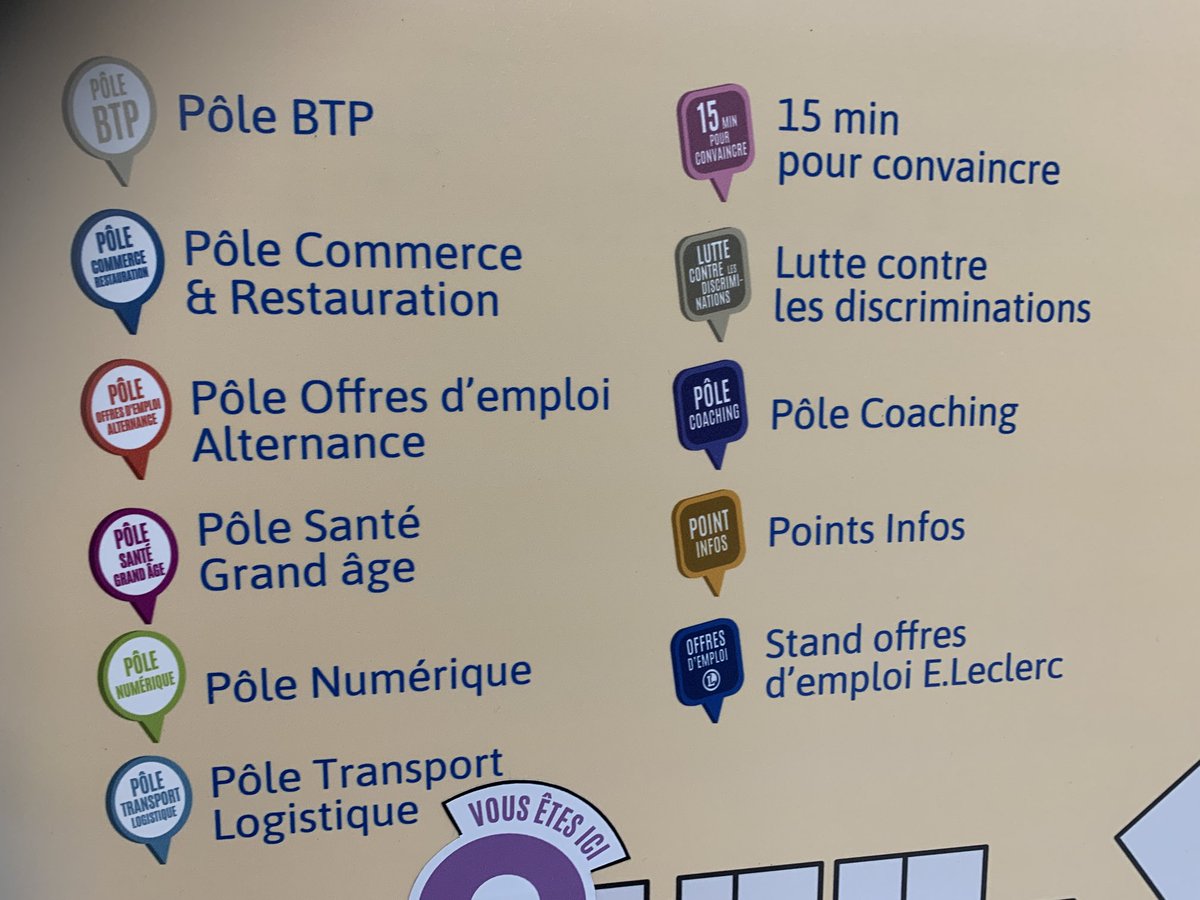 PÔLE
BTP
Pôle BTP
PÔLE
COMMERCE
RESTAURATION
Pôle Commerce
& Restauration
PÔLE
OFFRES D'EMPLOI
ALTERNANCE
Pôle Offres d'emploi
Alternance
PÔLE
SANTÉ
GRAND ÂGE
Pôle Santé
Grand âge
PÔLE
NUMÉRIQUE
Pôle Numérique
PÔLE
TRANSPORT
LOGISTIQUE
Pôle Transport
Logistique
15 MIN
POUR
CONVAINCRE
15 min
pour convaincre
LUTTE
CONTRE LES
DISCRIMI-
NATIONS
Lutte contre
les discriminations
PÔLE
COACHING
Pôle Coaching
POINT
INFOS
Points Infos
OFFRES
D'EMPLOI
L
Stand offres
d'emploi E.Leclerc
VOUS ÊTES ICI